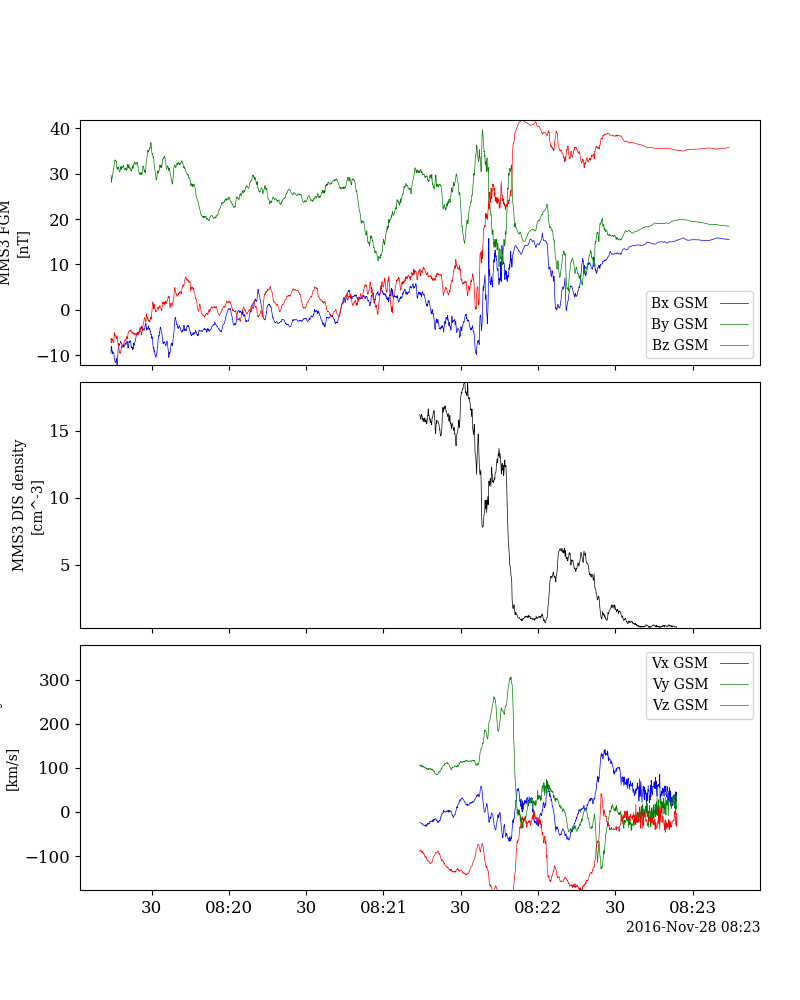 40
30
20
10
0
−10
MMS3 FGM
[nT]
Bx GSM
By GSM
Bz GSM
15
10
5
MMS3 DIS density
[cm^-3]
300
200
100
0
−100
[km/s]
Vx GSM
Vy GSM
Vz GSM
30 08:20 30 08:21 30 08:22 30 08:23
2016-Nov-28 08:23